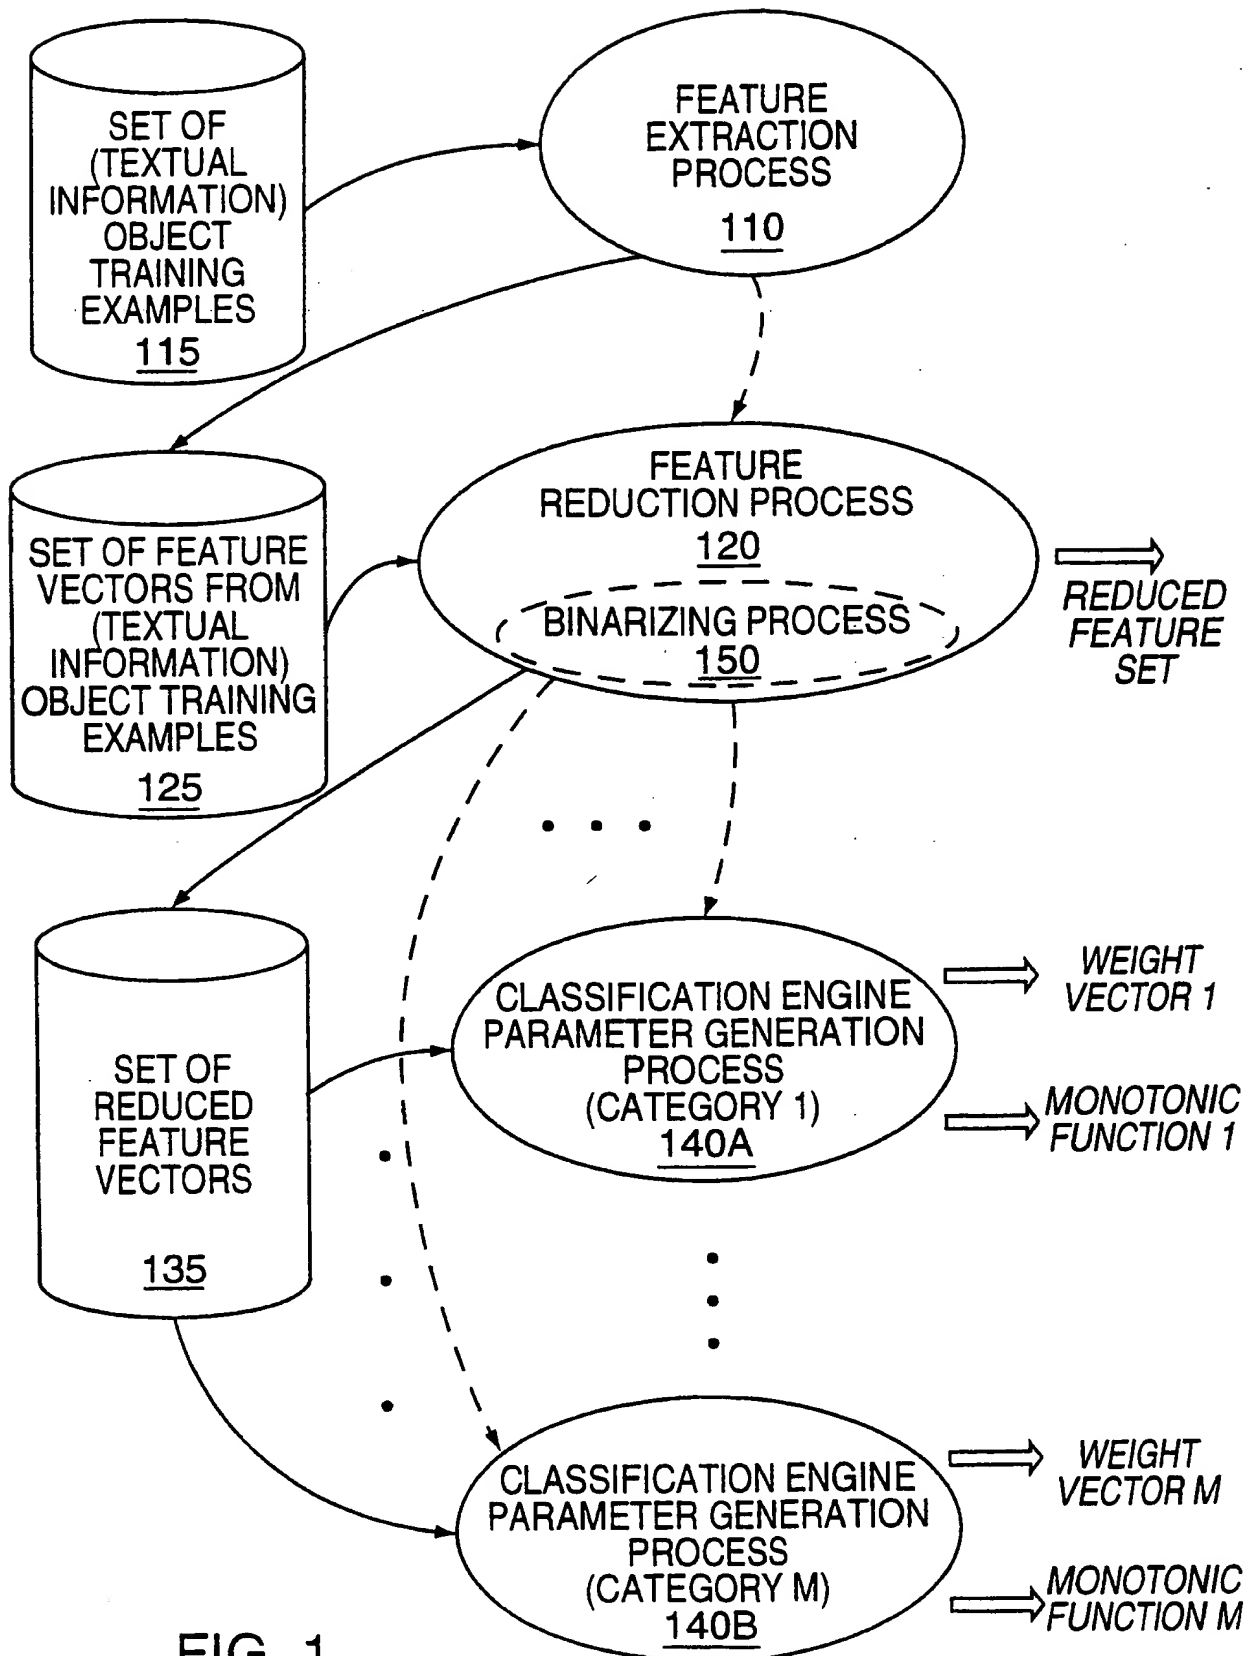 SET OF
(TEXTUAL
INFORMATION)
OBJECT
TRAINING
EXAMPLES
115
FEATURE
EXTRACTION
PROCESS
110
SET OF FEATURE
VECTORS FROM
(TEXTUAL
INFORMATION)
OBJECT TRAINING
EXAMPLES
125
FEATURE
REDUCTION PROCESS
120
BINARIZING PROCESS
150
REDUCED
FEATURE
SET
SET OF
REDUCED
FEATURE
VECTORS
135
CLASSIFICATION ENGINE
PARAMETER GENERATION
PROCESS
(CATEGORY 1)
140A
WEIGHT
VECTOR 1
MONOTONIC
FUNCTION 1
CLASSIFICATION ENGINE
PARAMETER GENERATION
PROCESS
(CATEGORY M)
140B
WEIGHT
VECTOR M
MONOTONIC
FUNCTION M
FIG. 1